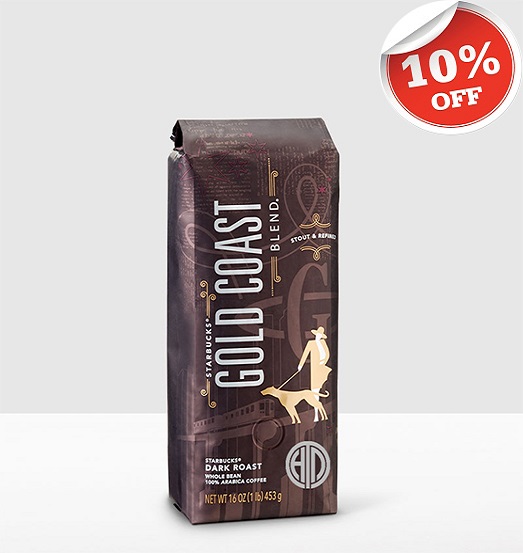 10%
OFF
STARBUCKS®
GOLD COAST
BLEND®
STOUT & REFINED
STARBUCKS®
DARK ROAST
WHOLE BEAN
100% ARABICA COFFEE
NET WT 16 OZ (1 lb) 453 g
HD